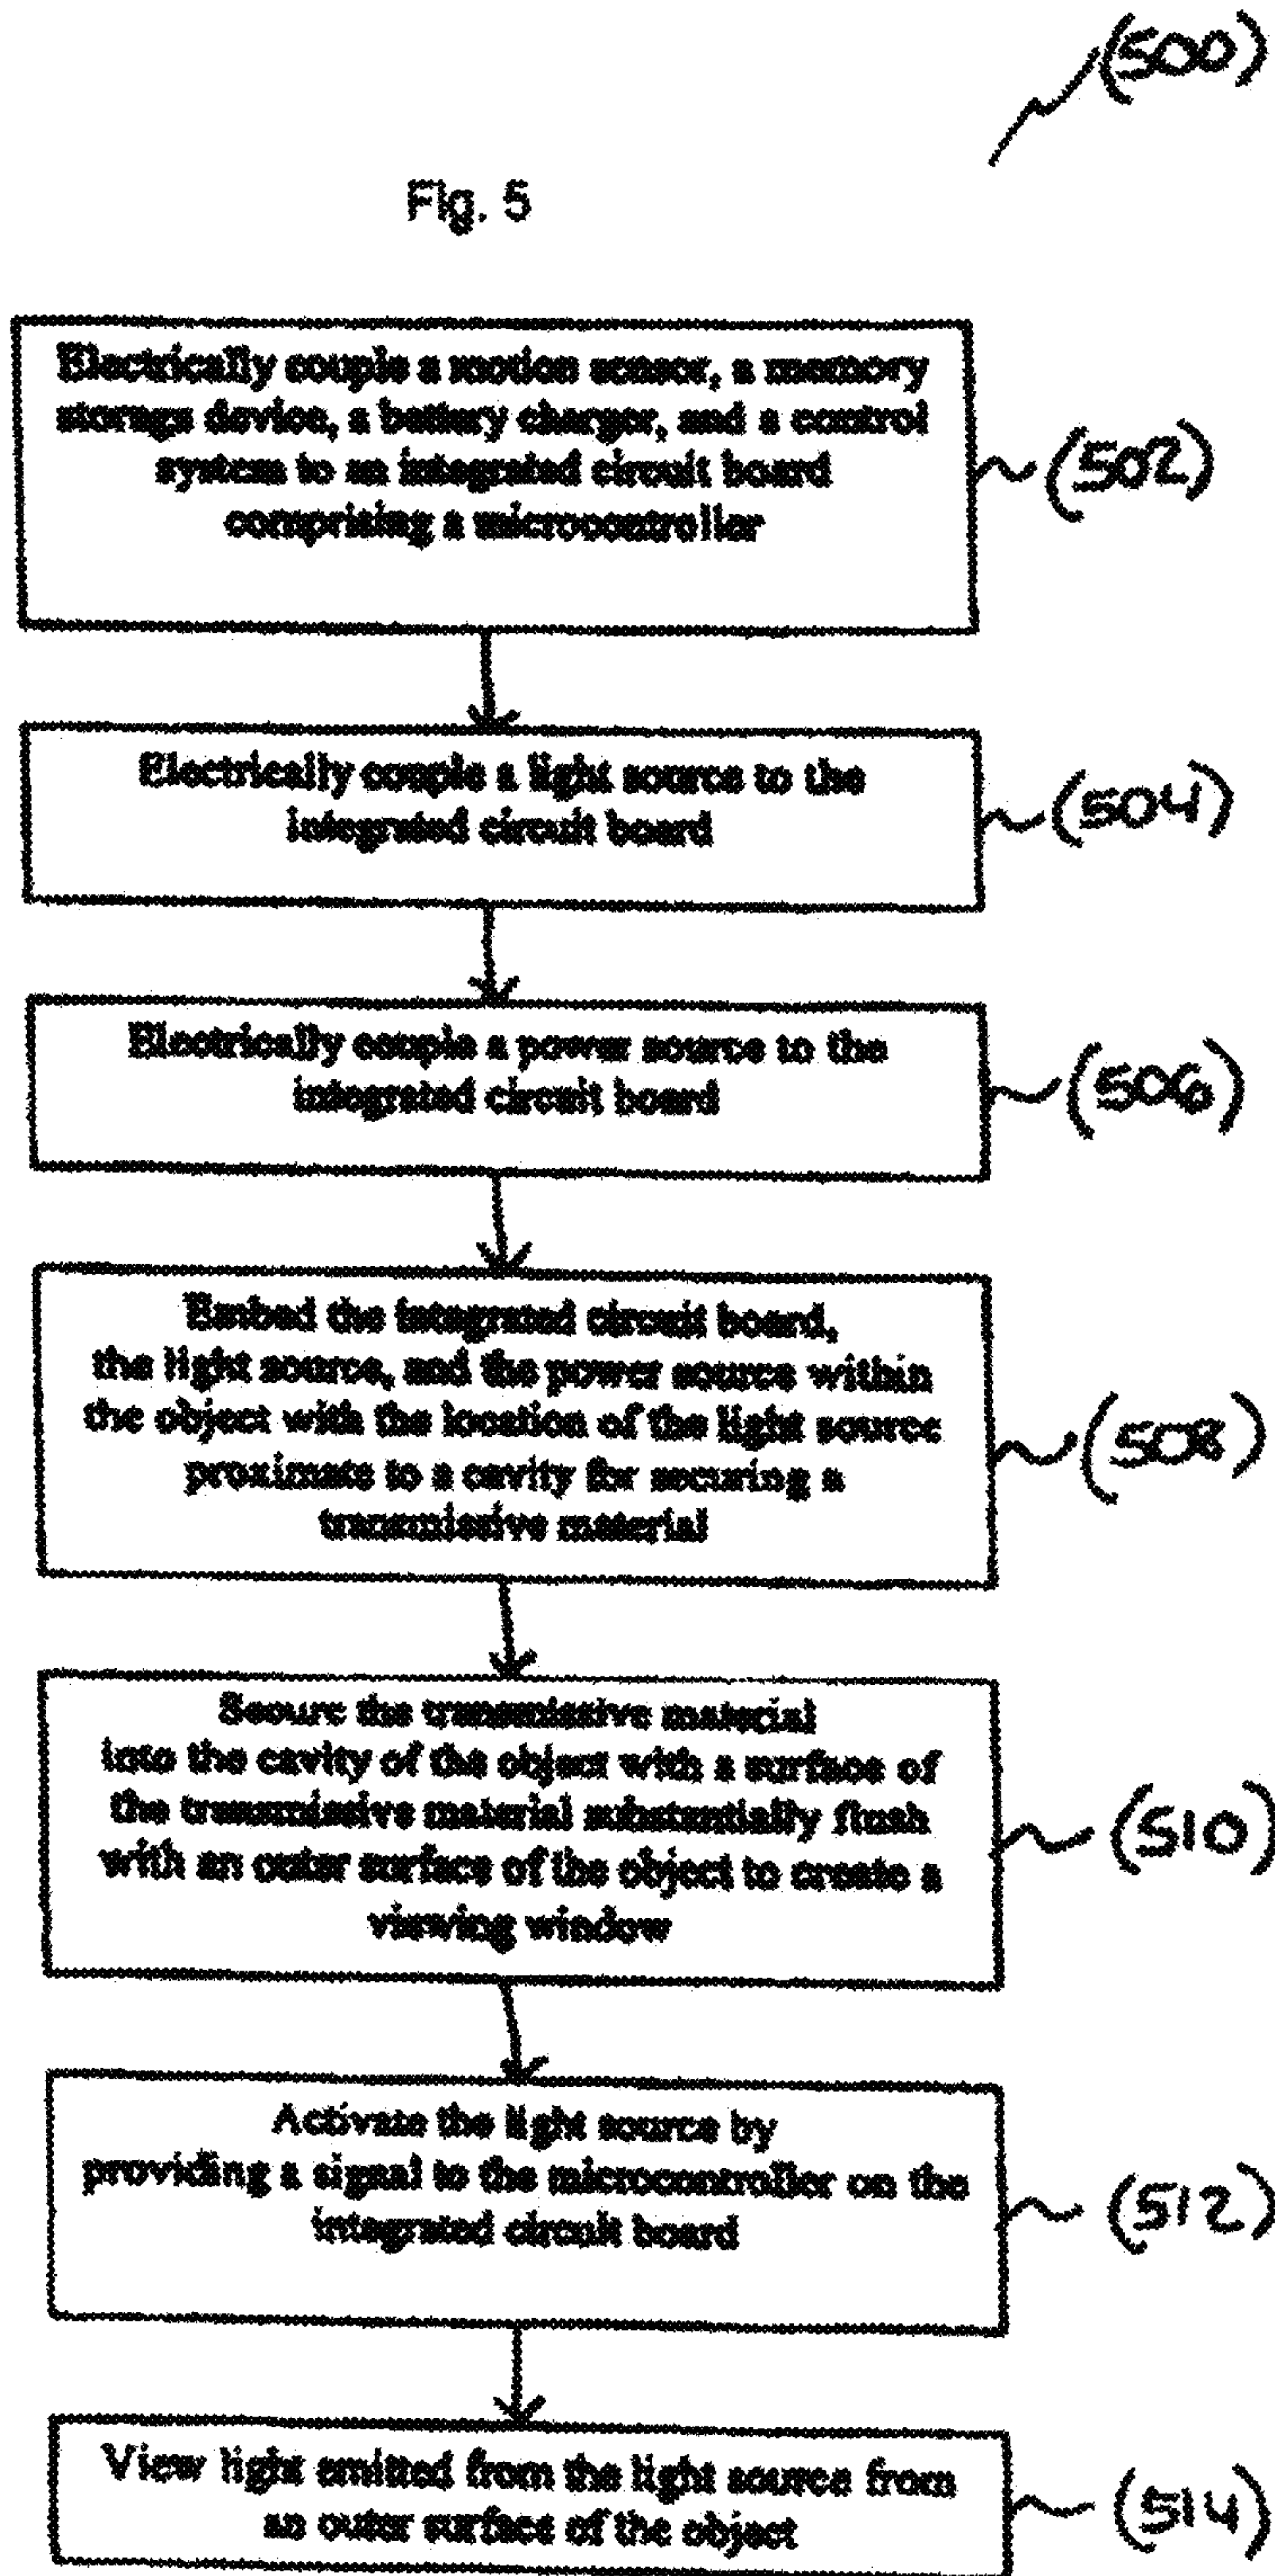 (500)
Fig. 5
Electrically couple a motion sensor, a memory
storage device, a battery charger, and a control
system to an integrated circuit board
comprising a microcontroller
(502)
Electrically couple a light source to the
integrated circuit board
(504)
Electrically couple a power source to the
integrated circuit board
(506)
Embed the integrated circuit board,
the light source, and the power source within
the object with the location of the light source
proximate to a cavity for securing a
transmissive material
(508)
Secure the transmissive material
into the cavity of the object with a surface of
the transmissive material substantially flush
with an outer surface of the object to create a
viewing window
(510)
Activate the light source by
providing a signal to the microcontroller on the
integrated circuit board
(512)
View light emitted from the light source from
an outer surface of the object
(514)